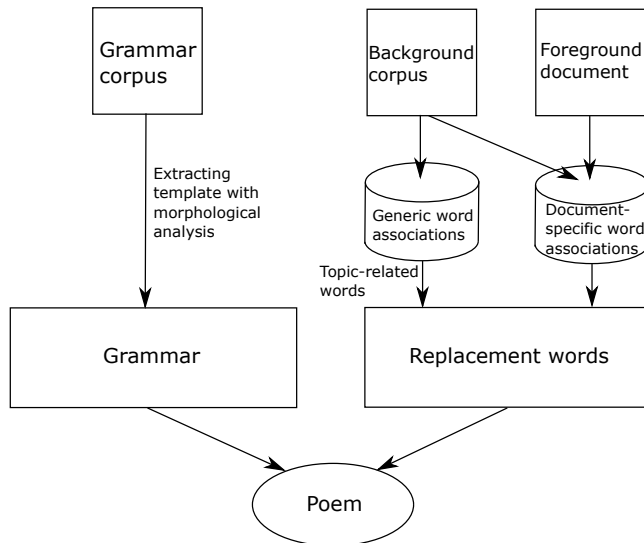 Grammar
corpus
Background
corpus
Foreground
document
Extracting
template with
morphological
analysis
Generic word
associations
Document-
specific word
associations
Topic-related
words
Grammar
Replacement words
Poem